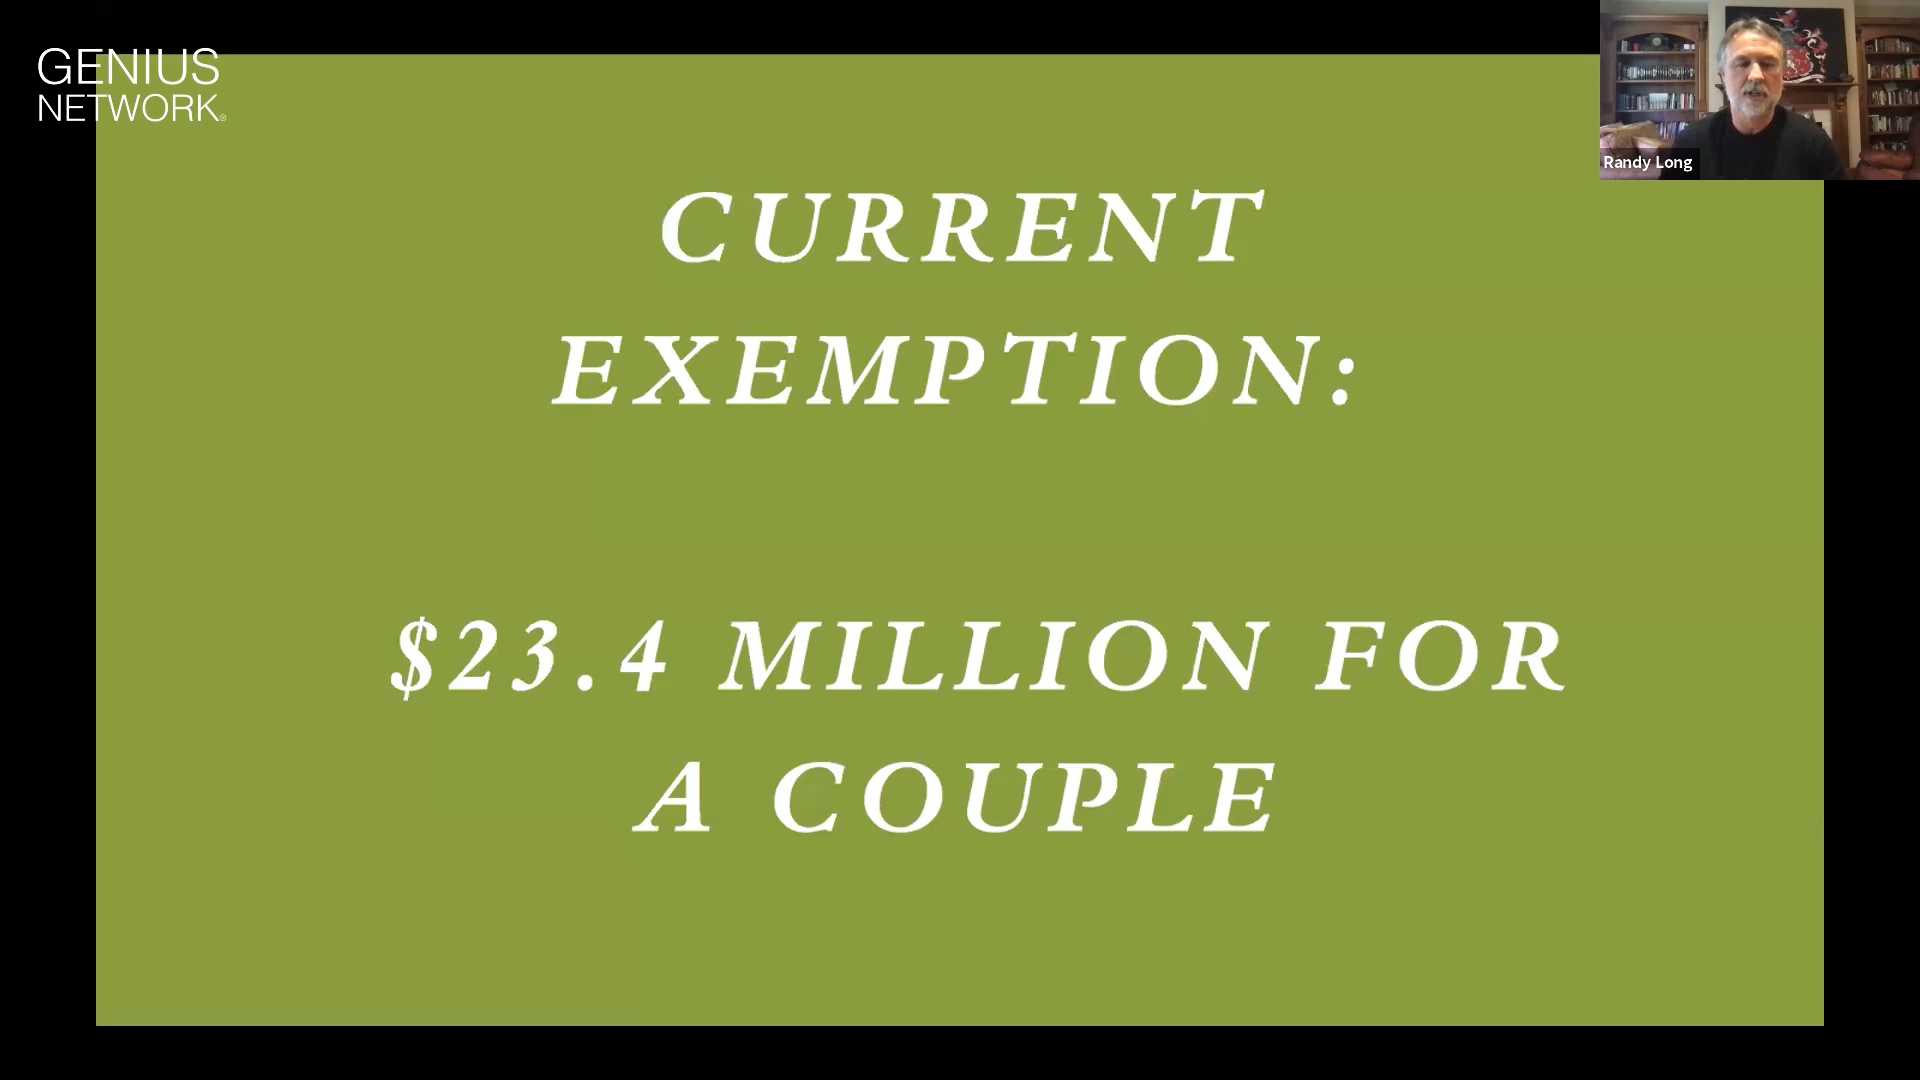 GENIUS
NETWORK®
Randy Long
CURRENT
EXEMPTION:
$23.4 MILLION FOR
A COUPLE